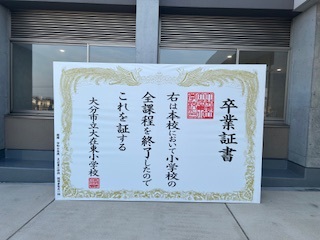 卒業証書
右は本校において小学校の
全課程を終了したので
これを証する
大分市立大在東小学校